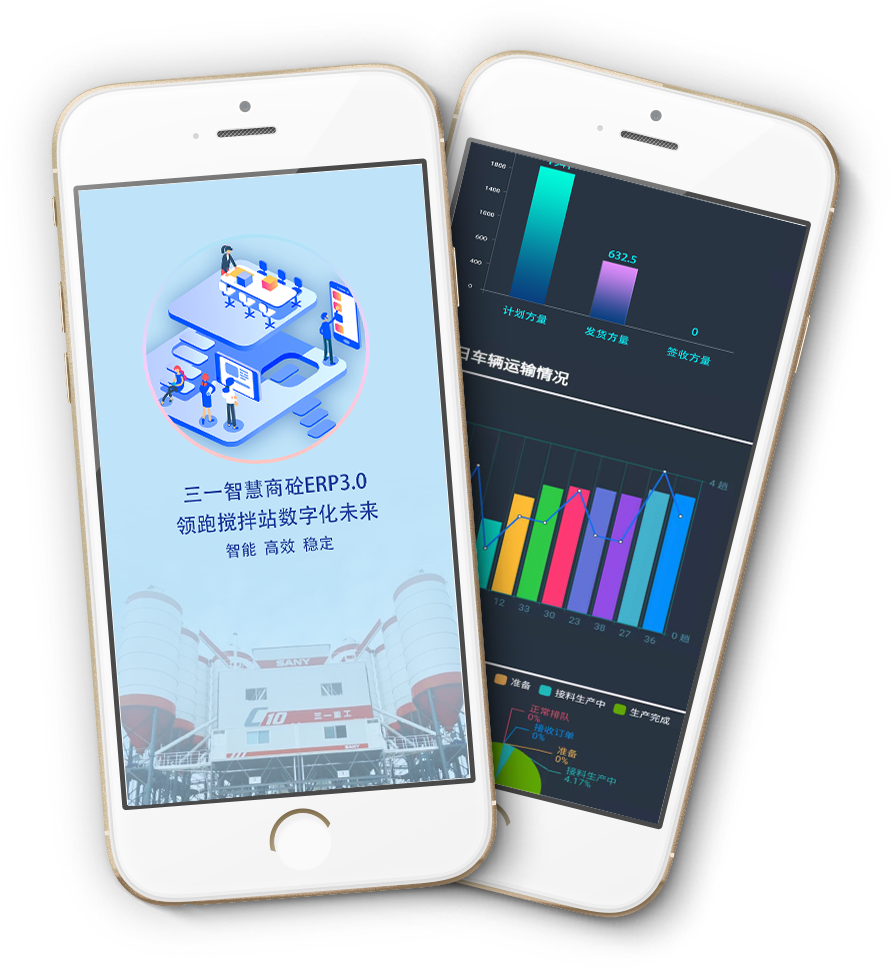 三一智慧商砼ERP3.0
领跑搅拌站数字化未来
智能 高效 稳定
SANY
C10
三一重工
SANY
1800
1400
1000
600
400
0
632.5
0
计划方量
发货方量
签收方量
日车辆运输情况
4 趟
12
33
30
23
38
27
36
0 趟
准备
接料生产中
生产完成
正常排队
0%
接收订单
0%
准备
0%
接料生产中
4.17%